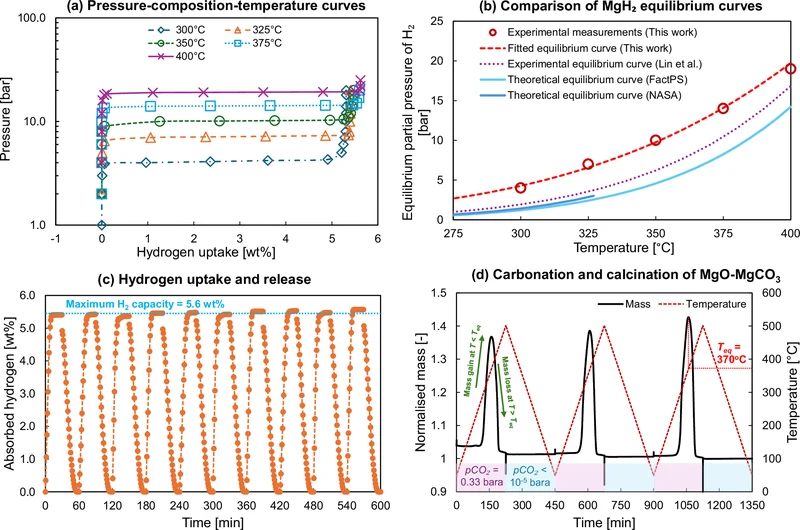 (a) Pressure-composition-temperature curves
300°C
325°C
350°C
375°C
400°C
100.0
10.0
1.0
Pressure [bar]
-1 0 1 2 3 4 5 6
Hydrogen uptake [wt%]
(b) Comparison of MgH₂ equilibrium curves
Experimental measurements (This work)
Fitted equilibrium curve (This work)
Experimental equilibrium curve (Lin et al.)
Theoretical equilibrium curve (FactPS)
Theoretical equilibrium curve (NASA)
25
20
15
10
5
0
Equilibrium partial pressure of H₂
[bar]
275 300 325 350 375 400
Temperature [°C]
(c) Hydrogen uptake and release
Maximum H₂ capacity = 5.6 wt%
6.0
5.0
4.0
3.0
2.0
1.0
0.0
Absorbed hydrogen [wt%]
0 60 120 180 240 300 360 420 480 540 600
Time [min]
(d) Carbonation and calcination of MgO-MgCO₃
Mass
Temperature
1.5
1.4
1.3
1.2
1.1
1
0.9
Normalised mass [-]
Mass gain at T < Teq
Mass loss at T > Teq
Teq =
370°C
pCO₂ =
0.33 bara
pCO₂ <
10⁻⁵ bara
600
500
400
300
200
100
0
Temperature [°C]
0 150 300 450 600 750 900 1050 1200 1350
Time [min]